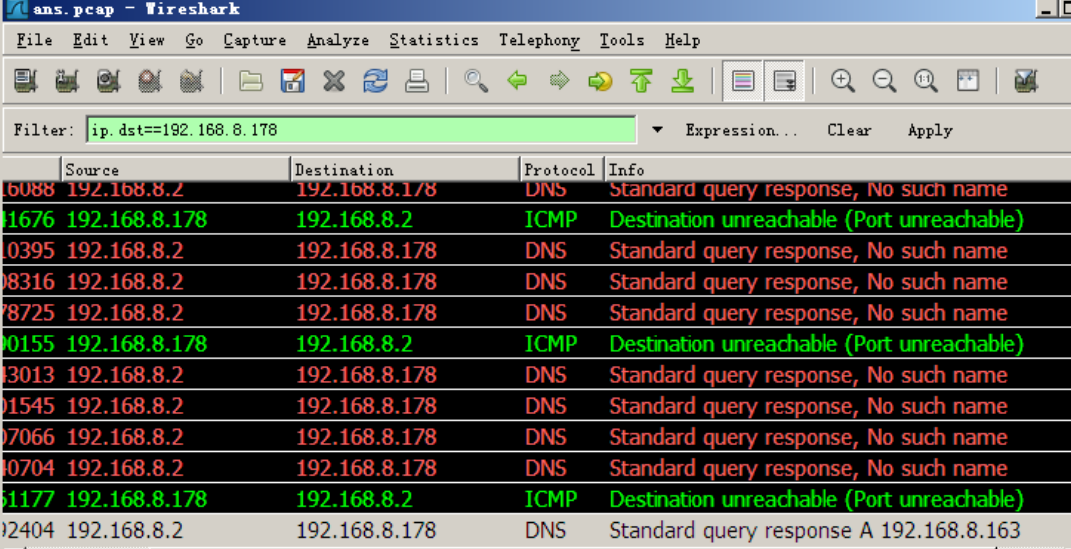 ans.pcap - Wireshark
File Edit View Go Capture Analyze Statistics Telephony Tools Help
Filter: ip.dst==192.168.8.178 Expression... Clear Apply
Source Destination Protocol Info
16088 192.168.8.2 192.168.8.178 DNS Standard query response, No such name
41676 192.168.8.178 192.168.8.2 ICMP Destination unreachable (Port unreachable)
10395 192.168.8.2 192.168.8.178 DNS Standard query response, No such name
08316 192.168.8.2 192.168.8.178 DNS Standard query response, No such name
78725 192.168.8.2 192.168.8.178 DNS Standard query response, No such name
00155 192.168.8.178 192.168.8.2 ICMP Destination unreachable (Port unreachable)
43013 192.168.8.2 192.168.8.178 DNS Standard query response, No such name
01545 192.168.8.2 192.168.8.178 DNS Standard query response, No such name
07066 192.168.8.2 192.168.8.178 DNS Standard query response, No such name
40704 192.168.8.2 192.168.8.178 DNS Standard query response, No such name
51177 192.168.8.178 192.168.8.2 ICMP Destination unreachable (Port unreachable)
92404 192.168.8.2 192.168.8.178 DNS Standard query response A 192.168.8.163